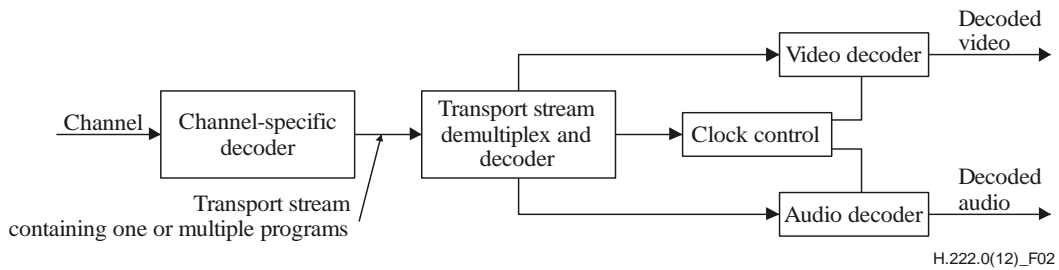 Decoded
video
Video decoder
Channel
Channel-specific
decoder
Transport stream
demultiplex and
decoder
Clock control
Transport stream
containing one or multiple programs
Decoded
audio
Audio decoder
H.222.0(12)_F02